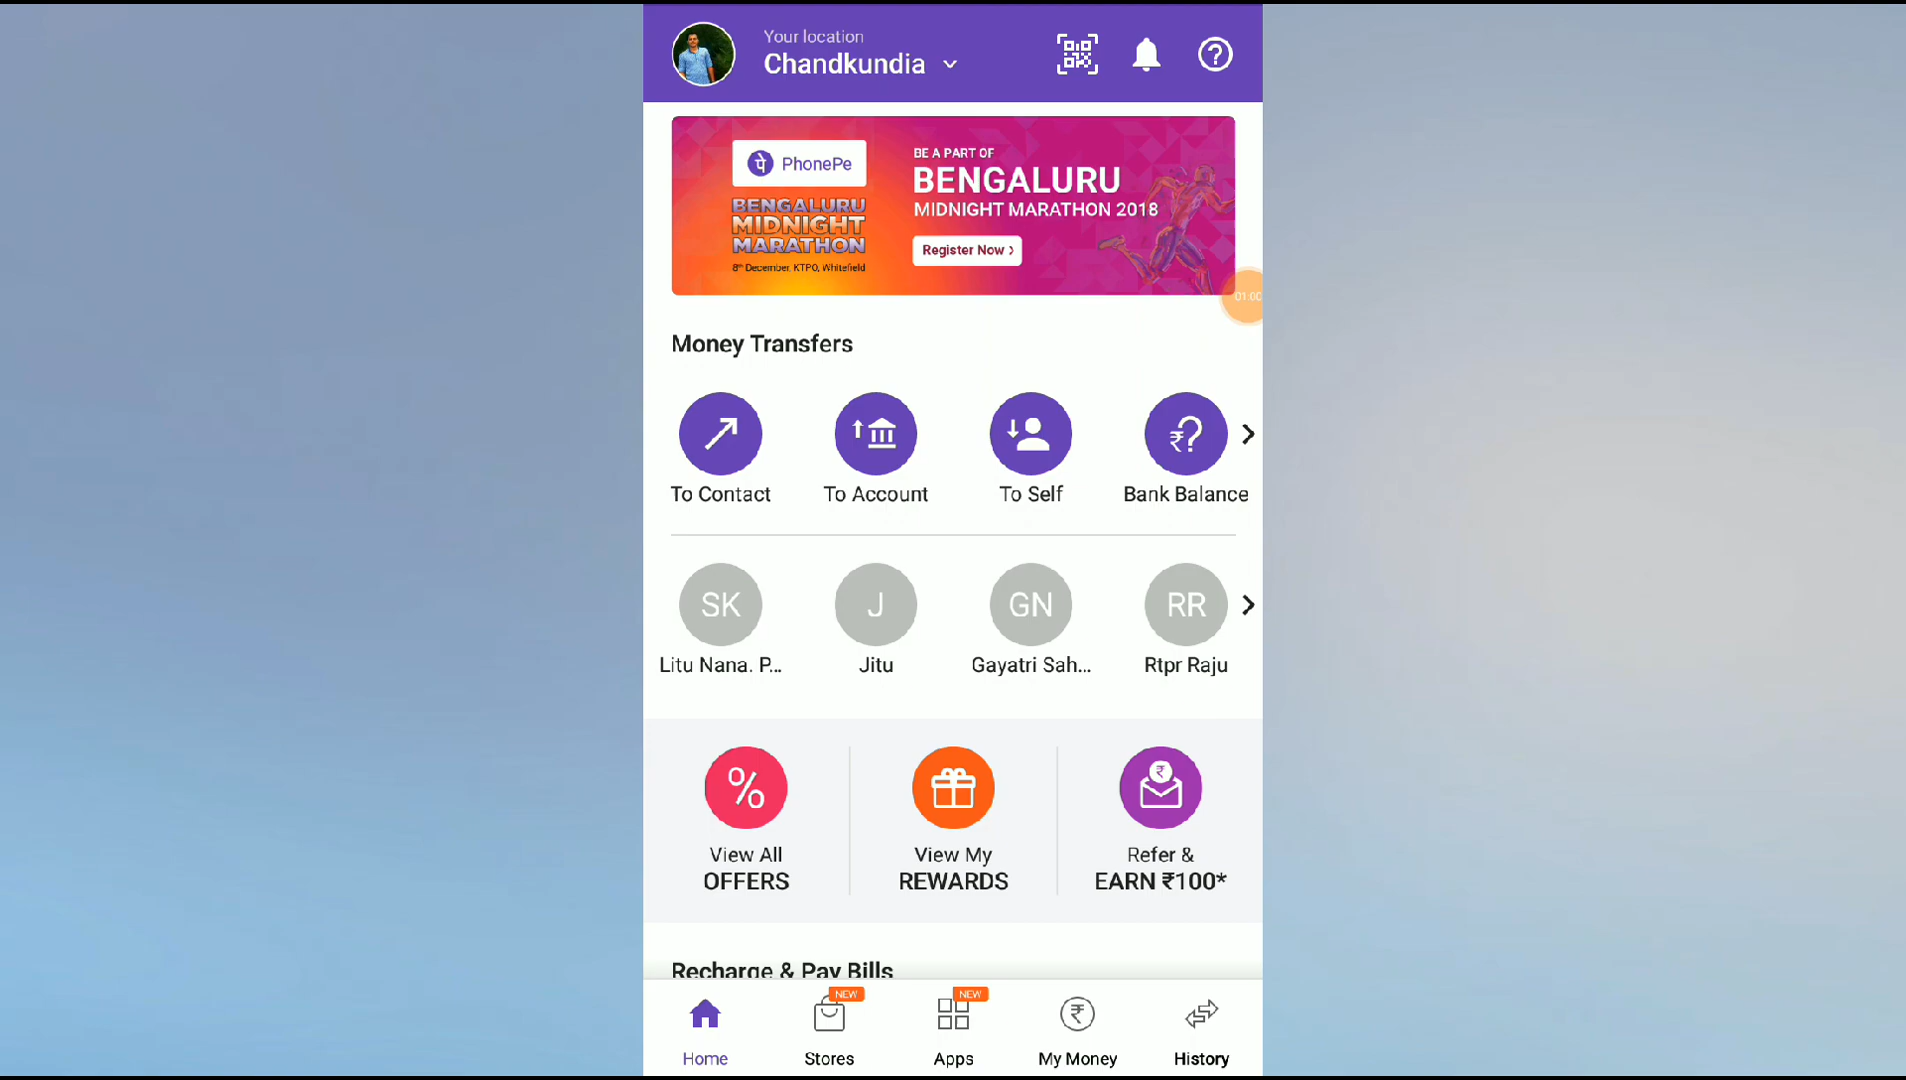 Your location
Chandkundia
पे PhonePe
BENGALURU
MIDNIGHT
MARATHON
8th December, KTPO, Whitefield
BE A PART OF
BENGALURU
MIDNIGHT MARATHON 2018
Register Now
01:00
Money Transfers
To Contact
To Account
To Self
Bank Balance
SK
J
GN
RR
Litu Nana. P...
Jitu
Gayatri Sah...
Rtpr Raju
View All
OFFERS
View My
REWARDS
Refer &
EARN ₹100*
Recharge & Pay Bills
NEW
NEW
Home
Stores
Apps
My Money
History